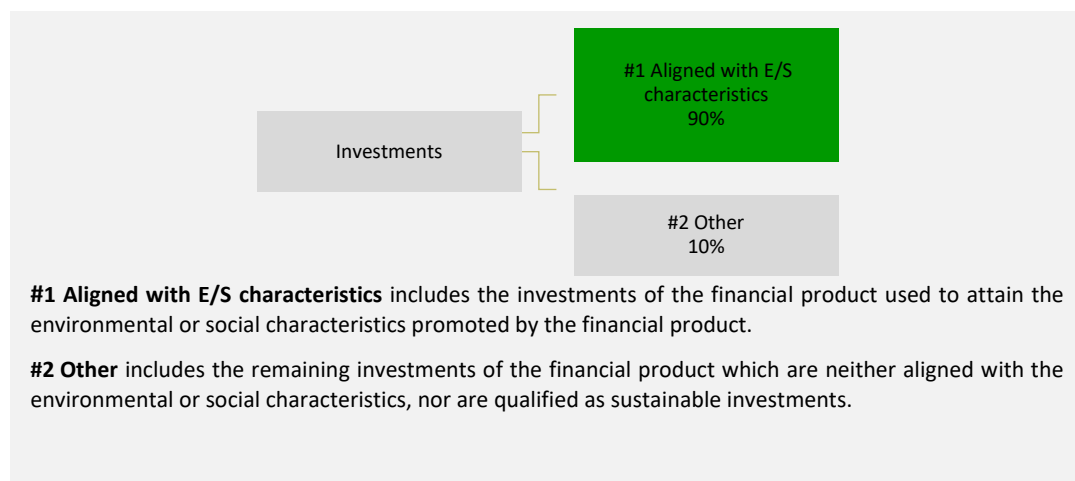 #1 Aligned with E/S
characteristics
90%
Investments
#2 Other
10%
#1 Aligned with E/S characteristics includes the investments of the financial product used to attain the
environmental or social characteristics promoted by the financial product.
#2 Other includes the remaining investments of the financial product which are neither aligned with the
environmental or social characteristics, nor are qualified as sustainable investments.